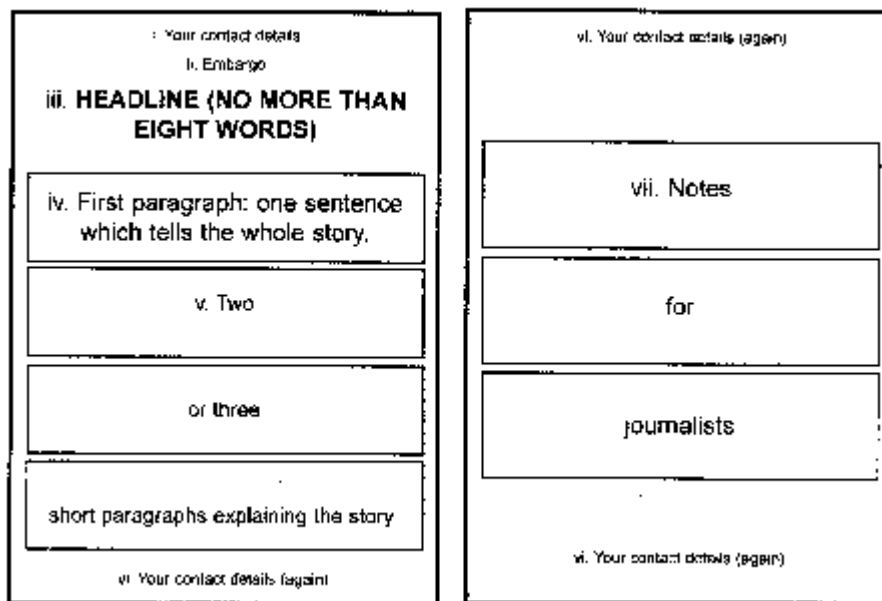 i. Your contact details
ii. Embargo
iii. HEADLINE (NO MORE THAN
EIGHT WORDS)
iv. First paragraph: one sentence
which tells the whole story.
v. Two
or three
short paragraphs explaining the story
vi Your contact details (again)
vi. Your contact details (again)
vii. Notes
for
journalists
vi. Your contact details (again)